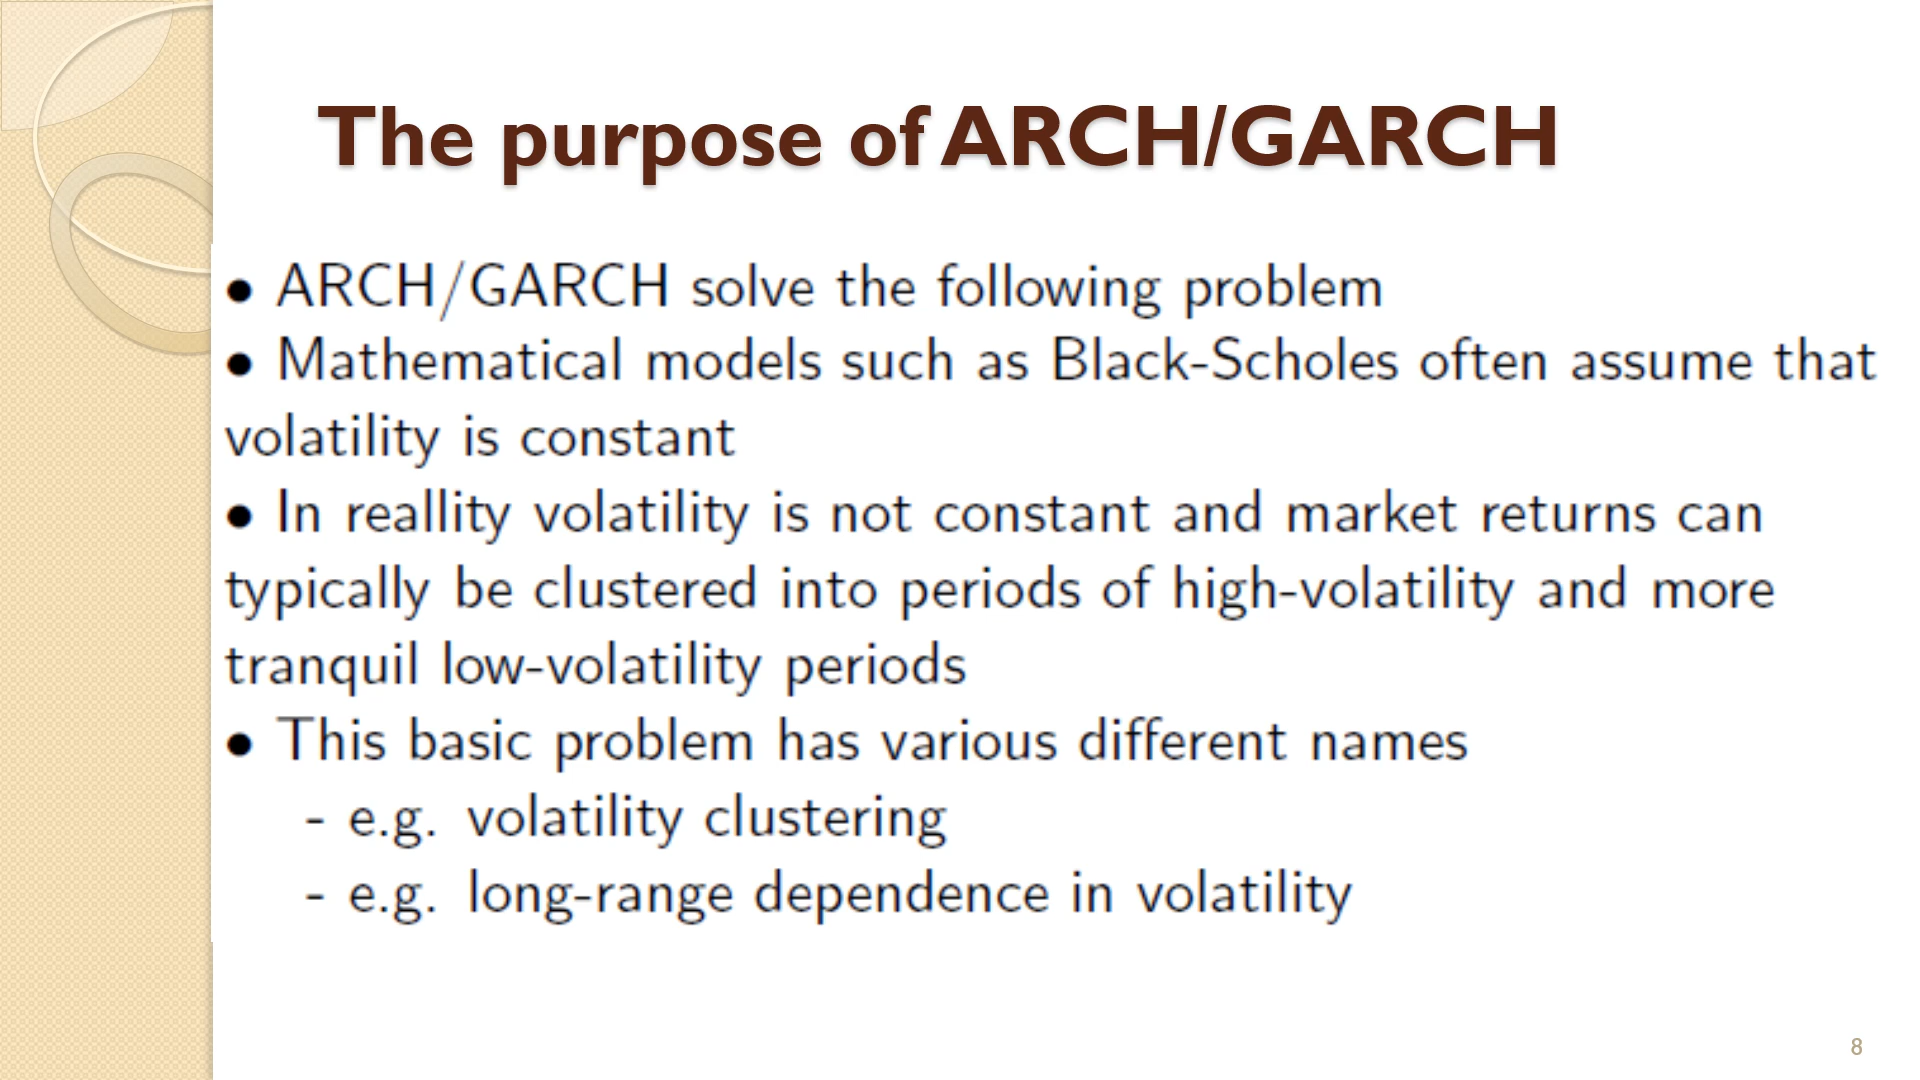 The purpose of ARCH/GARCH
• ARCH/GARCH solve the following problem
• Mathematical models such as Black-Scholes often assume that
volatility is constant
• In reallity volatility is not constant and market returns can
typically be clustered into periods of high-volatility and more
tranquil low-volatility periods
• This basic problem has various different names
- e.g. volatility clustering
- e.g. long-range dependence in volatility
8